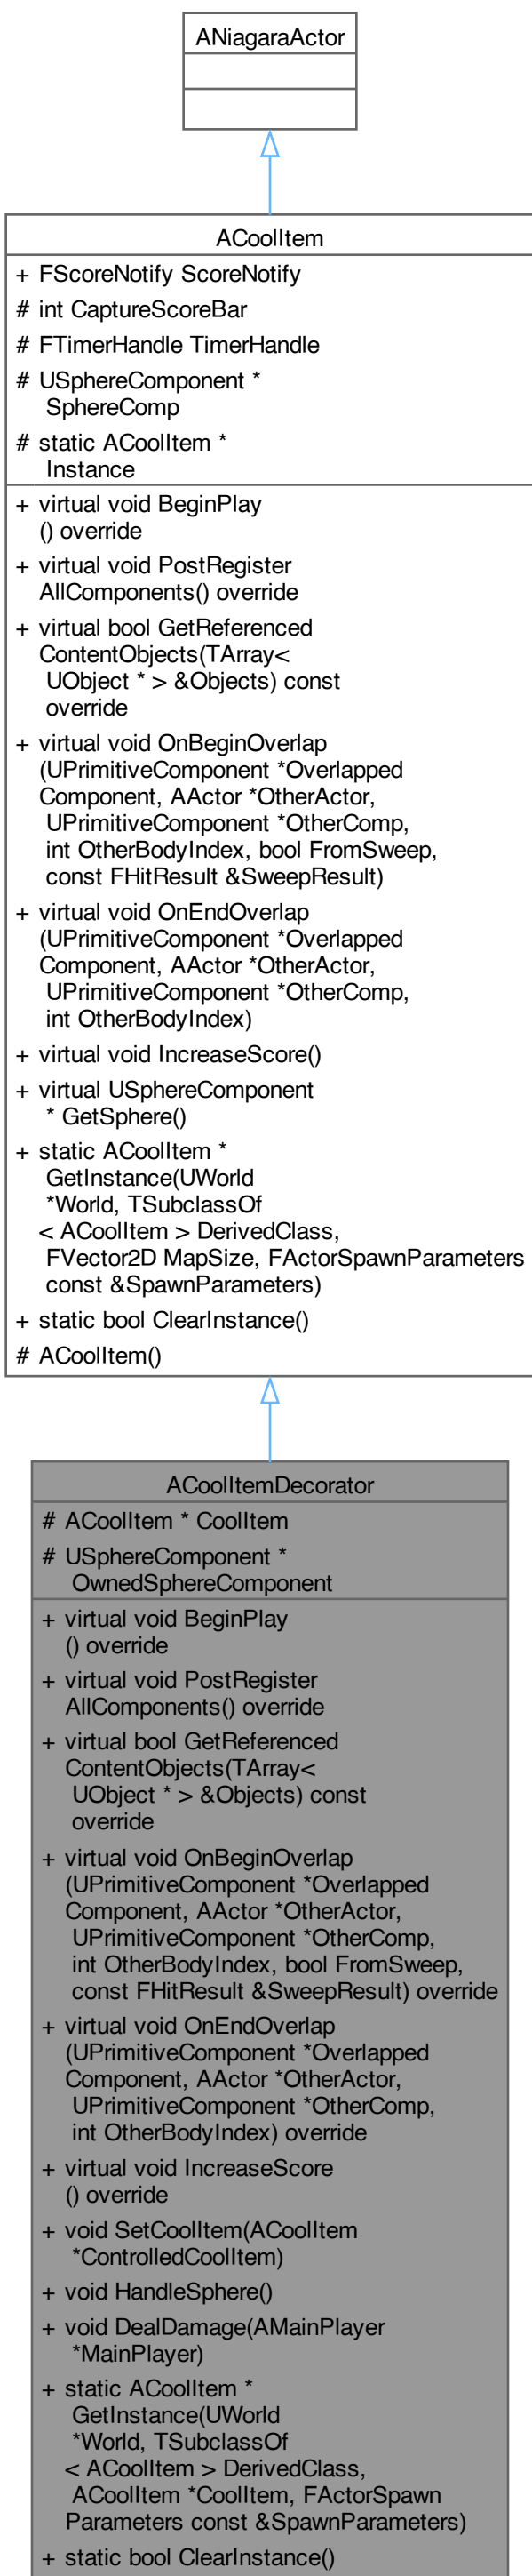 ANiagaraActor
ACoolItem
+ FScoreNotify ScoreNotify
# int CaptureScoreBar
# FTimerHandle TimerHandle
# USphereComponent *
SphereComp
# static ACoolItem *
Instance
+ virtual void BeginPlay
() override
+ virtual void PostRegister
AllComponents() override
+ virtual bool GetReferenced
ContentObjects(TArray<
UObject * > &Objects) const
override
+ virtual void OnBeginOverlap
(UPrimitiveComponent *Overlapped
Component, AActor *OtherActor,
UPrimitiveComponent *OtherComp,
int OtherBodyIndex, bool FromSweep,
const FHitResult &SweepResult)
+ virtual void OnEndOverlap
(UPrimitiveComponent *Overlapped
Component, AActor *OtherActor,
UPrimitiveComponent *OtherComp,
int OtherBodyIndex)
+ virtual void IncreaseScore()
+ virtual USphereComponent
* GetSphere()
+ static ACoolItem *
GetInstance(UWorld
*World, TSubclassOf
< ACoolItem > DerivedClass,
FVector2D MapSize, FActorSpawnParameters
const &SpawnParameters)
+ static bool ClearInstance()
# ACoolItem()
ACoolItemDecorator
# ACoolItem * CoolItem
# USphereComponent *
OwnedSphereComponent
+ virtual void BeginPlay
() override
+ virtual void PostRegister
AllComponents() override
+ virtual bool GetReferenced
ContentObjects(TArray<
UObject * > &Objects) const
override
+ virtual void OnBeginOverlap
(UPrimitiveComponent *Overlapped
Component, AActor *OtherActor,
UPrimitiveComponent *OtherComp,
int OtherBodyIndex, bool FromSweep,
const FHitResult &SweepResult) override
+ virtual void OnEndOverlap
(UPrimitiveComponent *Overlapped
Component, AActor *OtherActor,
UPrimitiveComponent *OtherComp,
int OtherBodyIndex) override
+ virtual void IncreaseScore
() override
+ void SetCoolItem(ACoolItem
*ControlledCoolItem)
+ void HandleSphere()
+ void DealDamage(AMainPlayer
*MainPlayer)
+ static ACoolItem *
GetInstance(UWorld
*World, TSubclassOf
< ACoolItem > DerivedClass,
ACoolItem *CoolItem, FActorSpawn
Parameters const &SpawnParameters)
+ static bool ClearInstance()